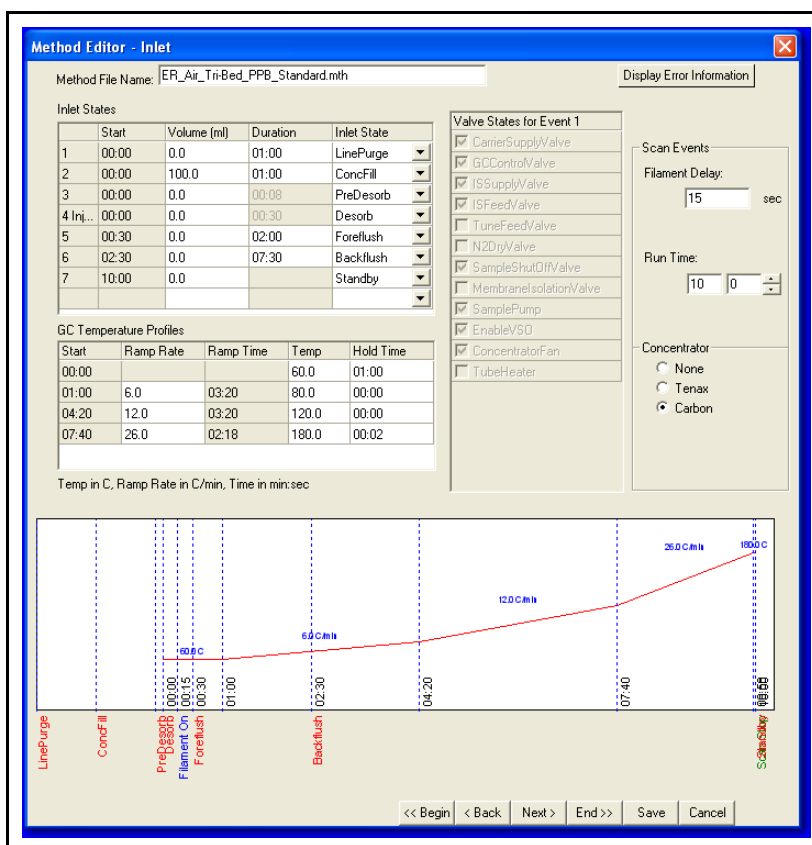 Method Editor - Inlet
Method File Name: ER_Air_Tri-Bed_PPB_Standard.mth
Display Error Information
Inlet States
Start Volume (ml) Duration Inlet State
1 00:00 0.0 01:00 LinePurge
2 00:00 100.0 01:00 ConcFill
3 00:00 0.0 00:08 PreDesorb
4 Inj... 00:00 0.0 00:30 Desorb
5 00:30 0.0 02:00 Foreflush
6 02:30 0.0 07:30 Backflush
7 10:00 0.0 Standby
GC Temperature Profiles
Start Ramp Rate Ramp Time Temp Hold Time
00:00 60.0 01:00
01:00 6.0 03:20 80.0 00:00
04:20 12.0 03:20 120.0 00:00
07:40 26.0 02:18 180.0 00:02
Temp in C, Ramp Rate in C/min, Time in min:sec
Valve States for Event 1
CarrierSupplyValve
GCControlValve
ISSupplyValve
ISFeedValve
TuneFeedValve
N2DryValve
SampleShutOffValve
MembraneIsolationValve
SamplePump
EnableVSO
ConcentratorFan
TubeHeater
Scan Events
Filament Delay:
15 sec
Run Time:
10 0
Concentrator
None
Tenax
Carbon
60.0 C
6.0 C/min
12.0 C/min
26.0 C/min
180.0 C
00:00
00:15
00:30
01:00
02:30
04:20
07:40
LinePurge
ConcFill
PreDesorb
Desorb
Filament On
Foreflush
Backflush
<< Begin
< Back
Next >
End >>
Save
Cancel